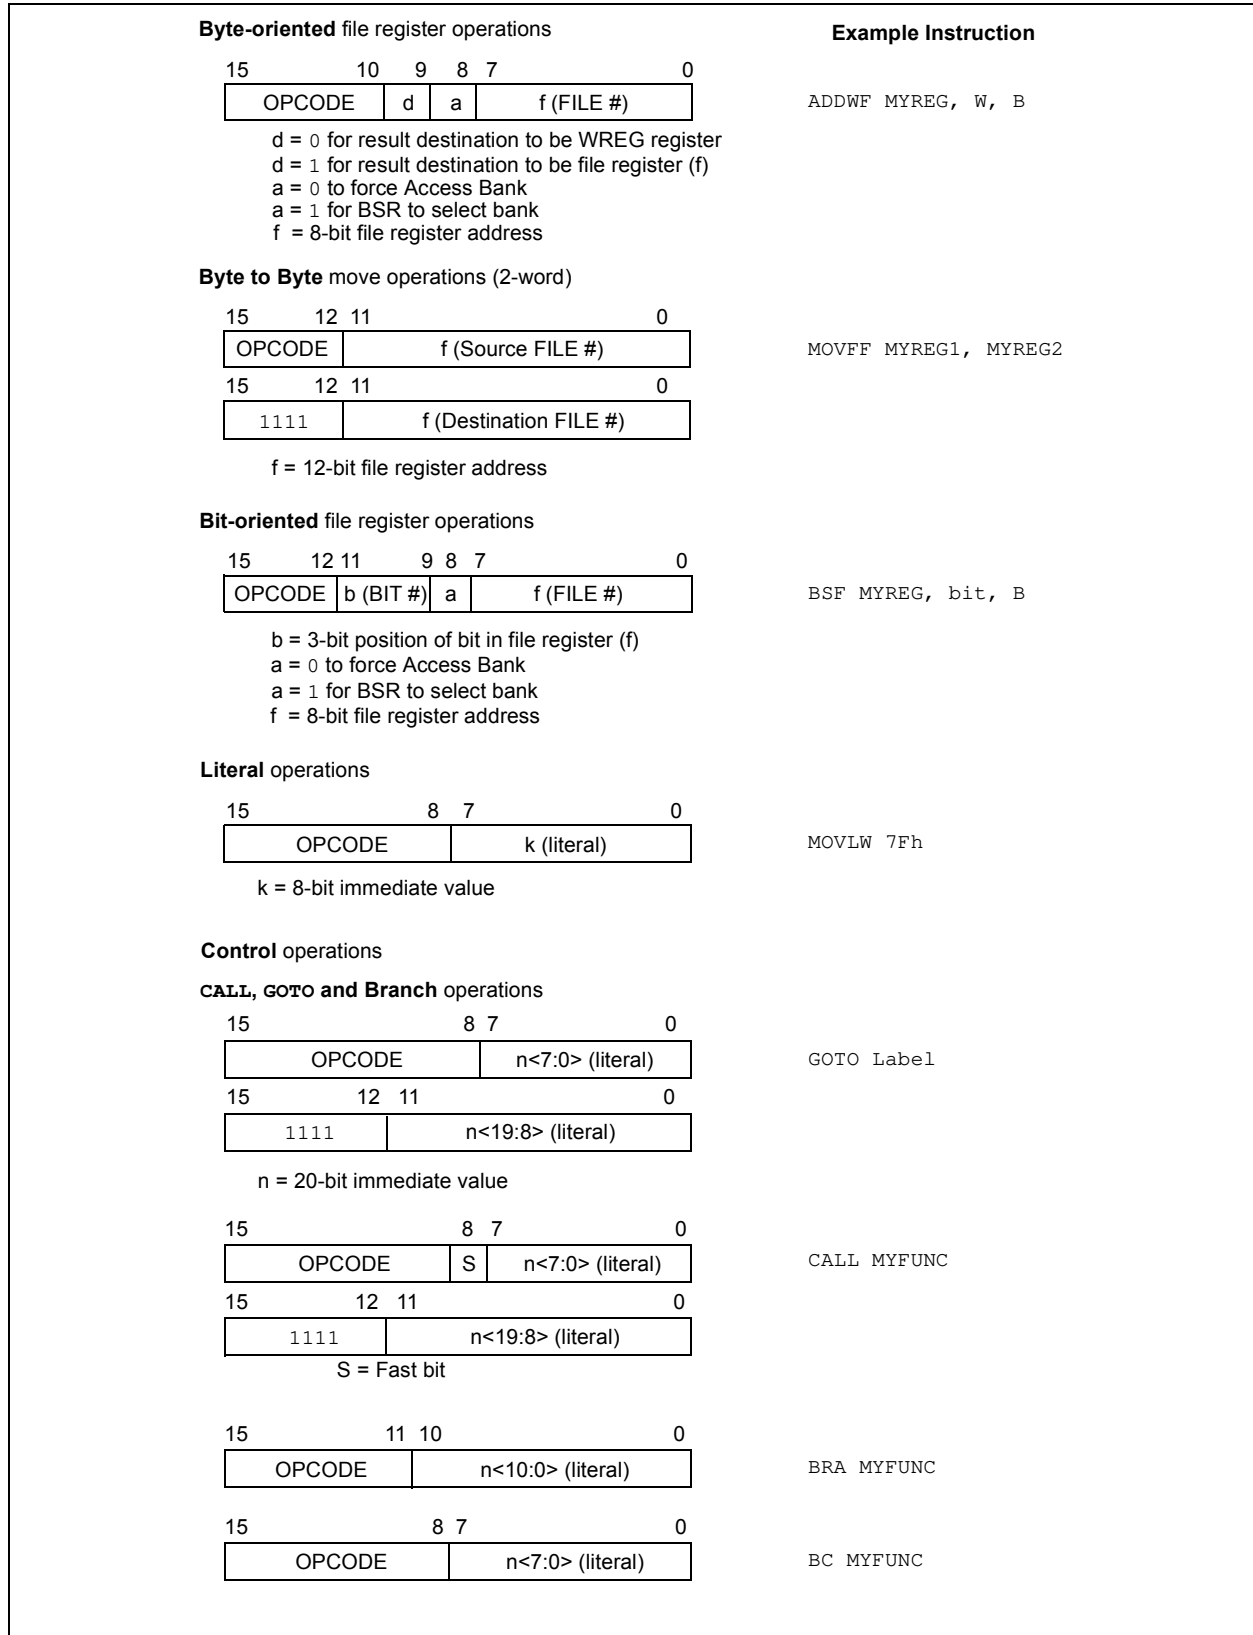 Byte-oriented file register operations
Example Instruction
15 10 9 8 7 0
OPCODE d a f (FILE #)
ADDWF MYREG, W, B
d = 0 for result destination to be WREG register
d = 1 for result destination to be file register (f)
a = 0 to force Access Bank
a = 1 for BSR to select bank
f = 8-bit file register address
Byte to Byte move operations (2-word)
15 12 11 0
OPCODE f (Source FILE #)
MOVFF MYREG1, MYREG2
15 12 11 0
1111 f (Destination FILE #)
f = 12-bit file register address
Bit-oriented file register operations
15 12 11 9 8 7 0
OPCODE b (BIT #) a f (FILE #)
BSF MYREG, bit, B
b = 3-bit position of bit in file register (f)
a = 0 to force Access Bank
a = 1 for BSR to select bank
f = 8-bit file register address
Literal operations
15 8 7 0
OPCODE k (literal)
MOVLW 7Fh
k = 8-bit immediate value
Control operations
CALL, GOTO and Branch operations
15 8 7 0
OPCODE n<7:0> (literal)
GOTO Label
15 12 11 0
1111 n<19:8> (literal)
n = 20-bit immediate value
15 8 7 0
OPCODE S n<7:0> (literal)
CALL MYFUNC
15 12 11 0
1111 n<19:8> (literal)
S = Fast bit
15 11 10 0
OPCODE n<10:0> (literal)
BRA MYFUNC
15 8 7 0
OPCODE n<7:0> (literal)
BC MYFUNC